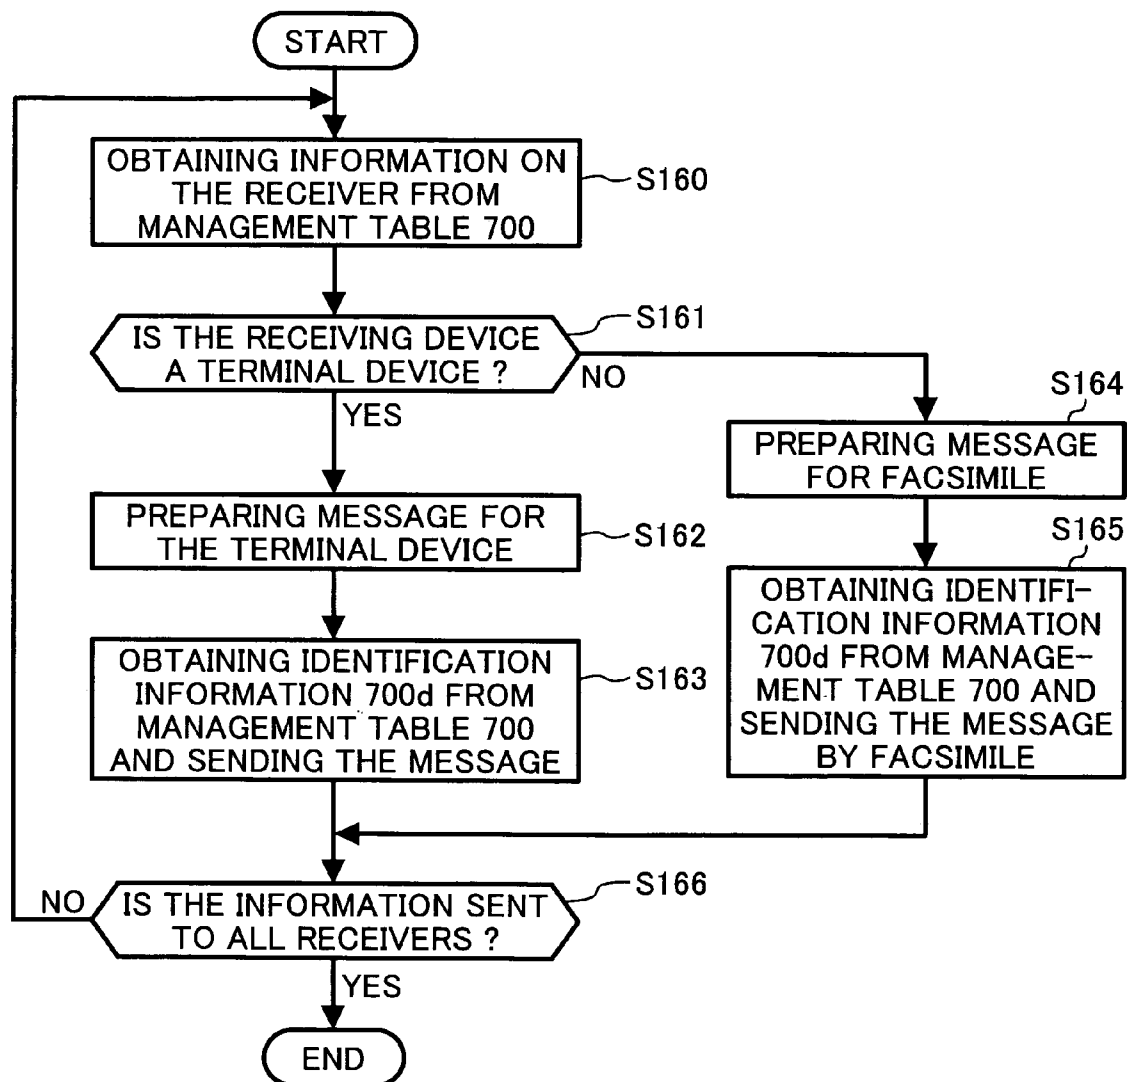 START
OBTAINING INFORMATION ON
THE RECEIVER FROM
MANAGEMENT TABLE 700
S160
IS THE RECEIVING DEVICE
A TERMINAL DEVICE ?
S161
NO
YES
S164
PREPARING MESSAGE
FOR FACSIMILE
PREPARING MESSAGE FOR
THE TERMINAL DEVICE
S162
S165
OBTAINING IDENTIFI-
CATION INFORMATION
700d FROM MANAGE-
MENT TABLE 700 AND
SENDING THE MESSAGE
BY FACSIMILE
OBTAINING IDENTIFICATION
INFORMATION 700d FROM
MANAGEMENT TABLE 700
AND SENDING THE MESSAGE
S163
NO
IS THE INFORMATION SENT
TO ALL RECEIVERS ?
S166
YES
END